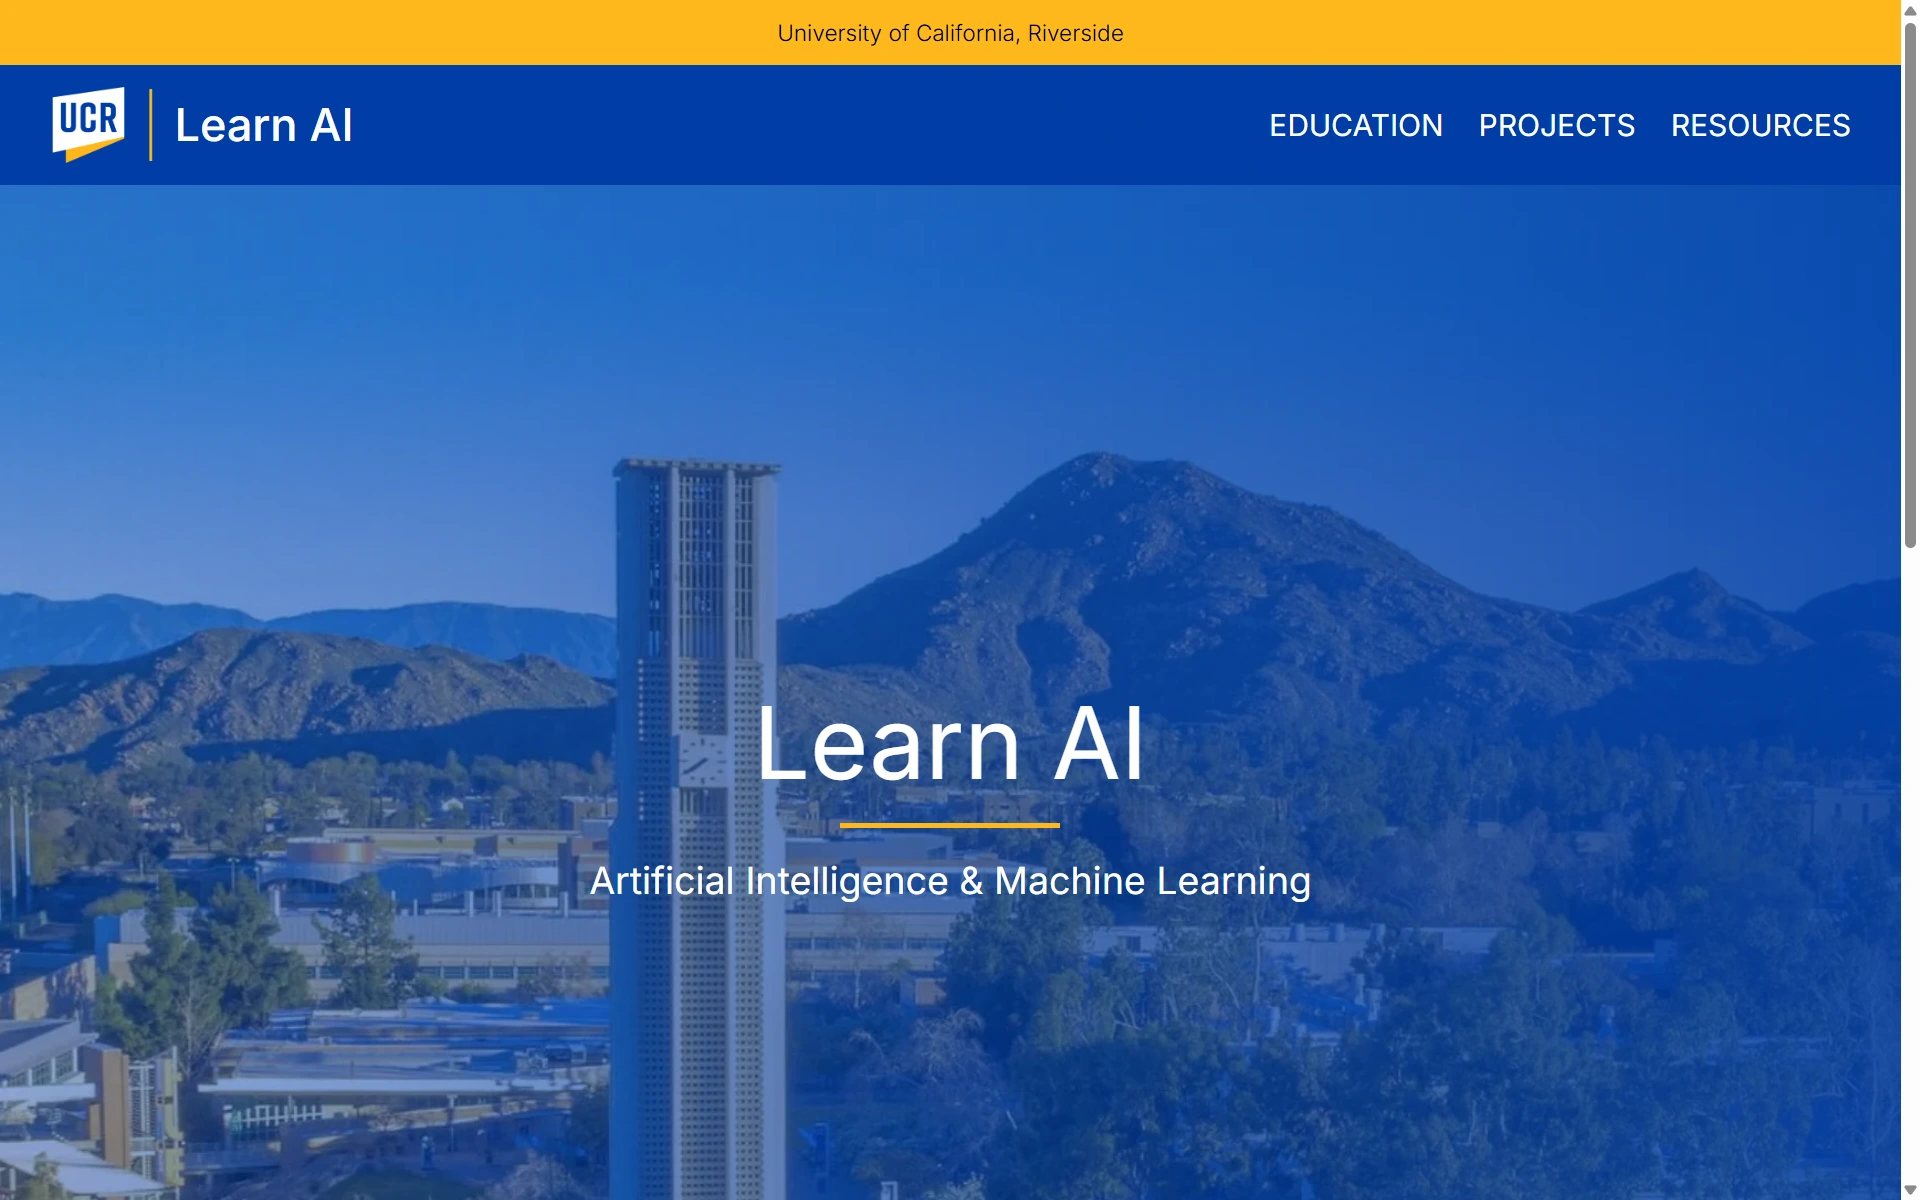 University of California, Riverside
UCR
Learn AI
EDUCATION PROJECTS RESOURCES
Learn AI
Artificial Intelligence & Machine Learning